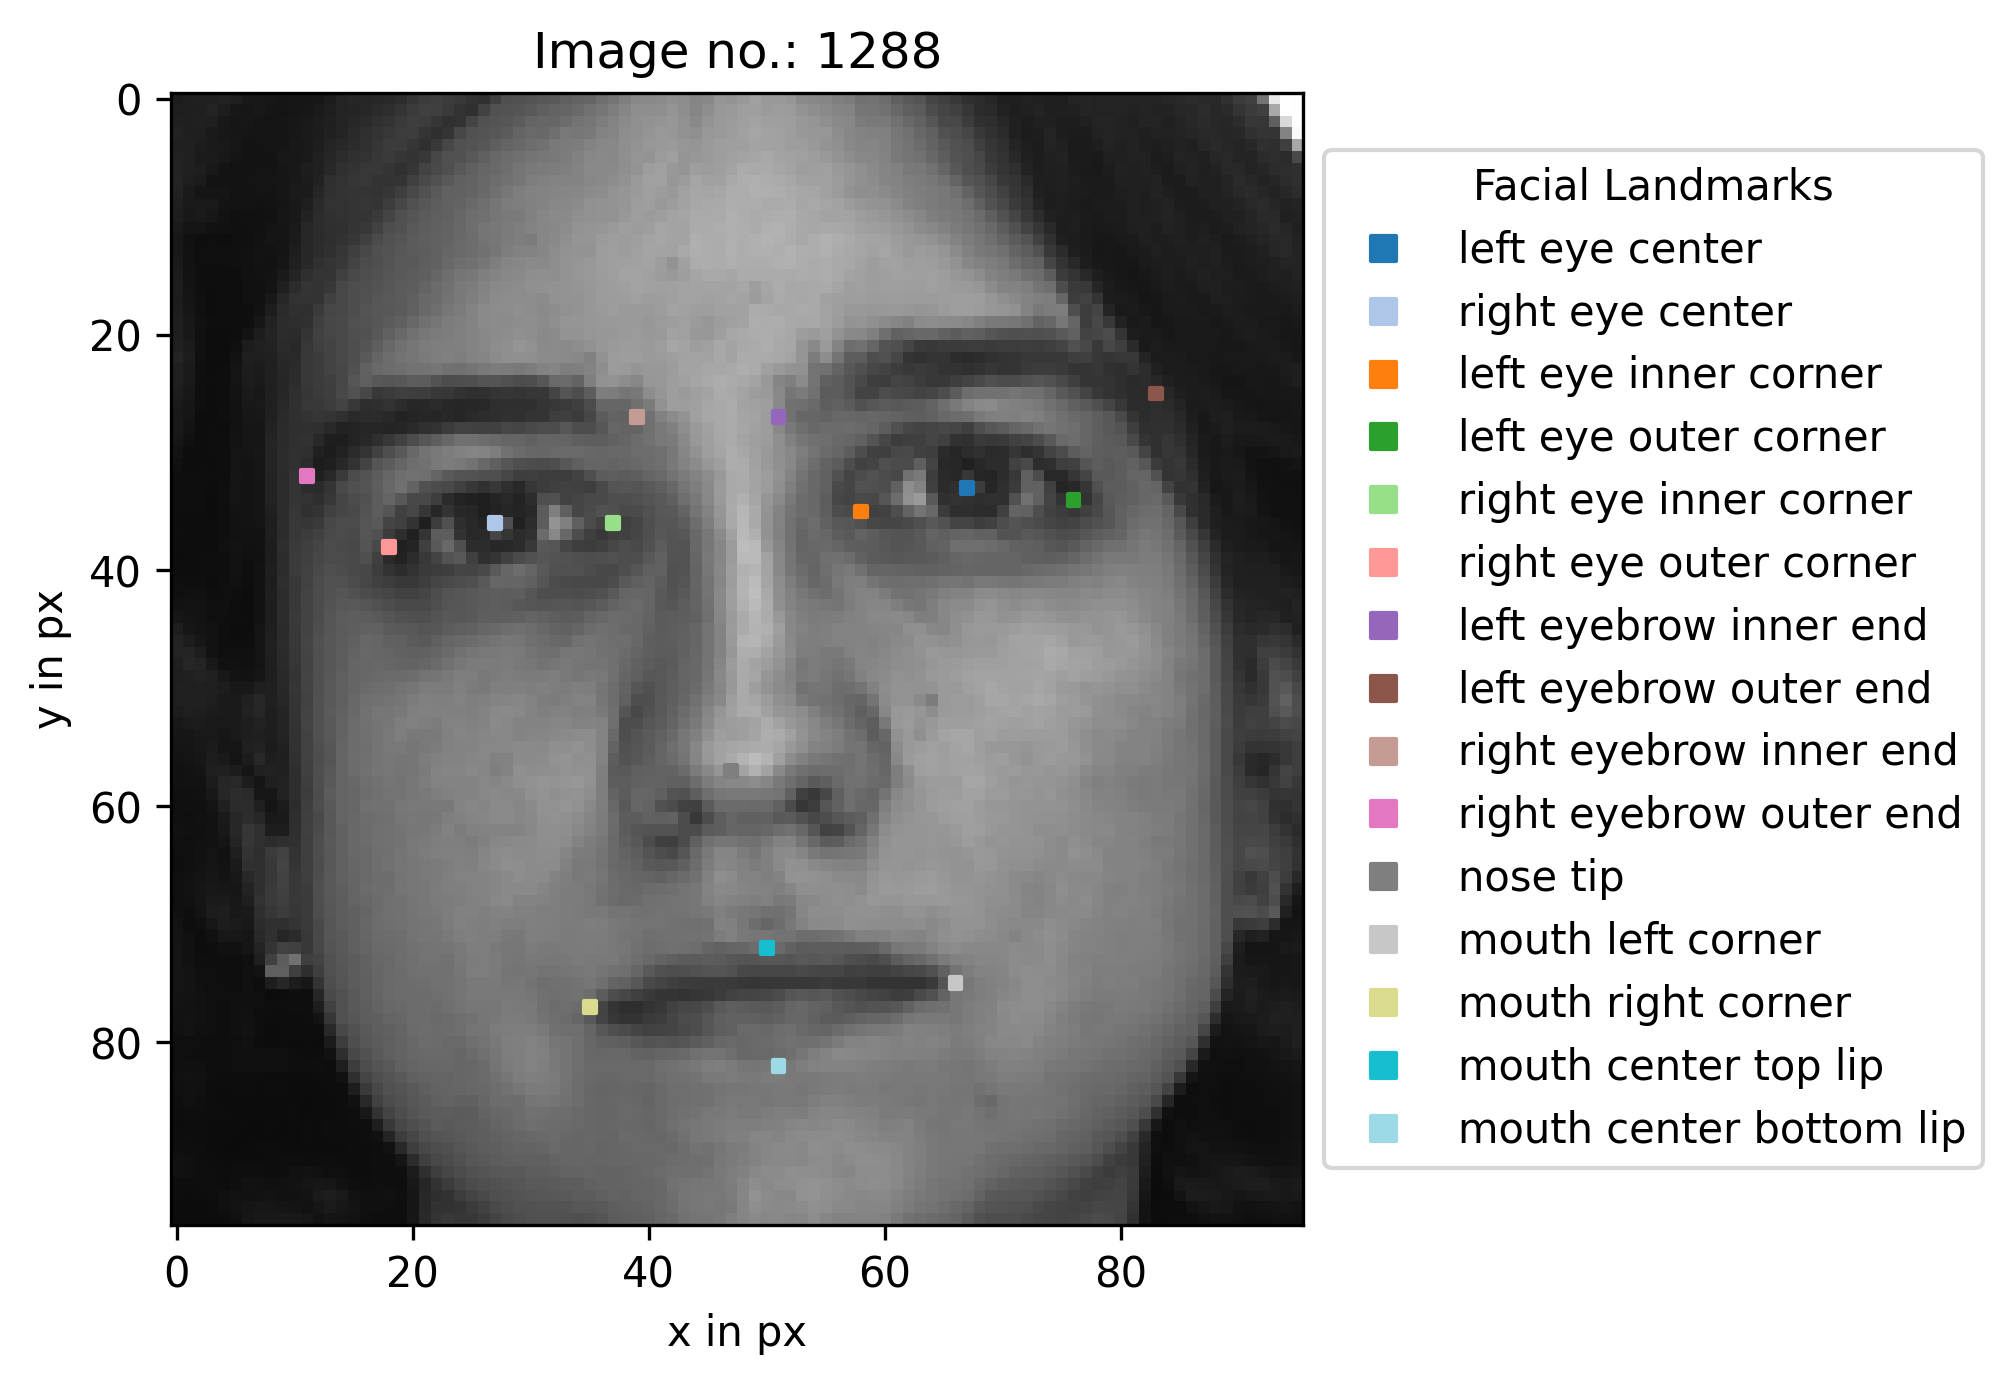 Image no.: 1288
0
20
40
60
80
y in px
0 20 40 60 80
x in px
Facial Landmarks
left eye center
right eye center
left eye inner corner
left eye outer corner
right eye inner corner
right eye outer corner
left eyebrow inner end
left eyebrow outer end
right eyebrow inner end
right eyebrow outer end
nose tip
mouth left corner
mouth right corner
mouth center top lip
mouth center bottom lip